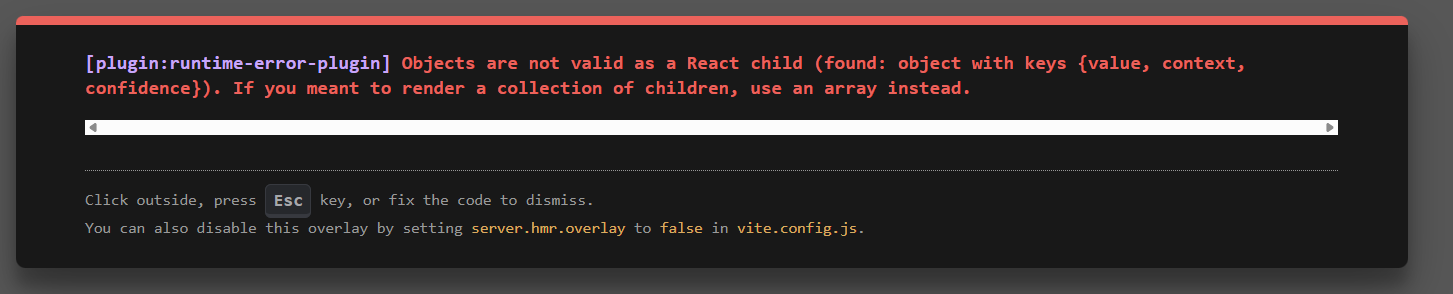 [plugin:runtime-error-plugin] Objects are not valid as a React child (found: object with keys {value, context,
confidence}). If you meant to render a collection of children, use an array instead.
Click outside, press Esc key, or fix the code to dismiss.
You can also disable this overlay by setting server.hmr.overlay to false in vite.config.js.